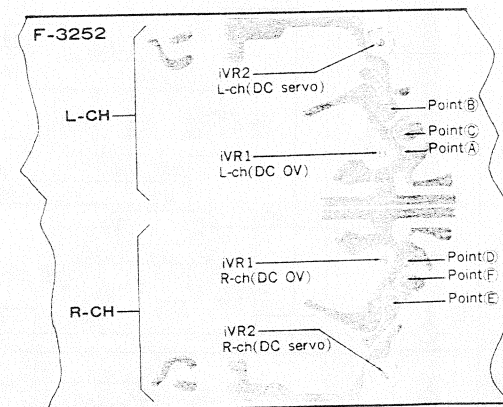 F-3252
iVR2
L-ch(DC servo)
Point Ⓑ
L-CH
Point Ⓒ
Point Ⓐ
iVR1
L-ch(DC OV)
iVR1
R-ch(DC OV)
Point Ⓓ
Point Ⓕ
Point Ⓔ
R-CH
iVR2
R-ch(DC servo)